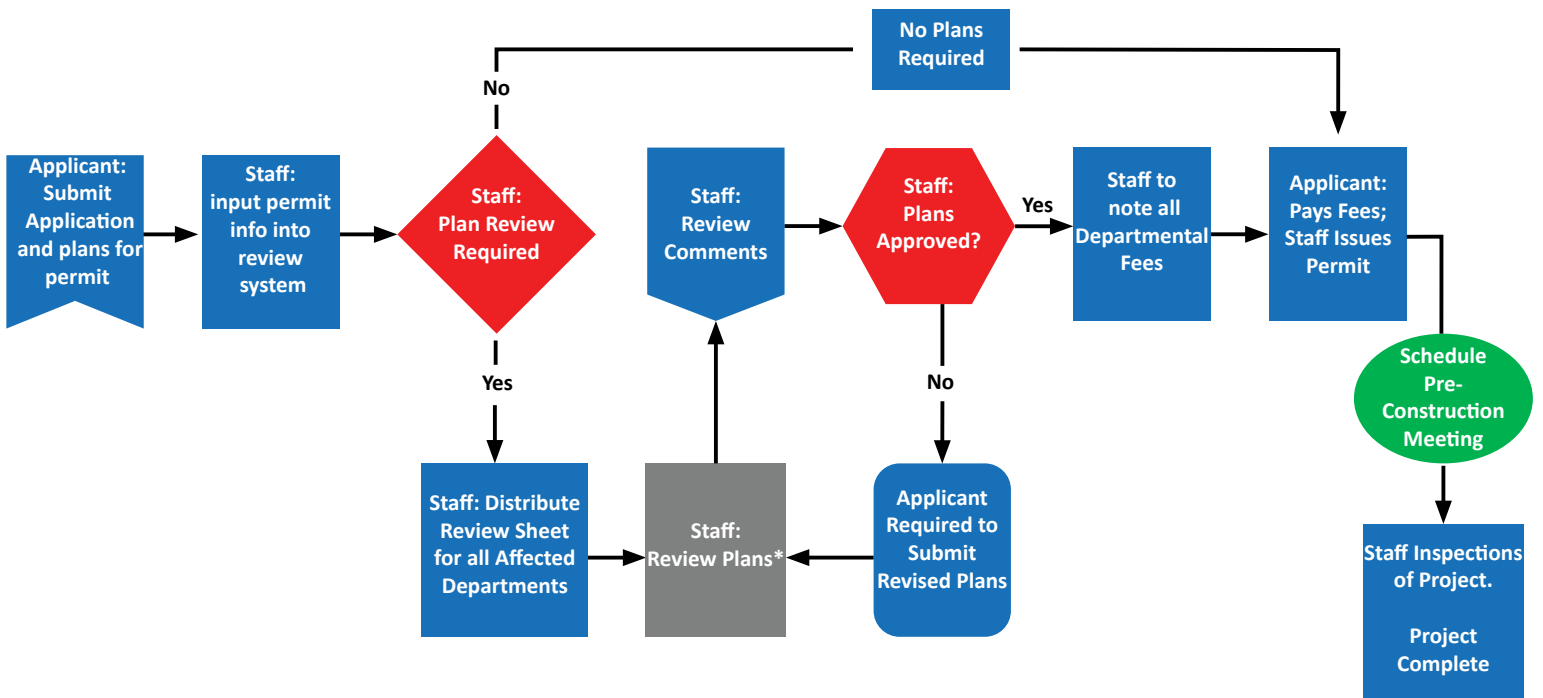 No Plans
Required
No
Applicant:
Submit
Application
and plans for
permit
Staff:
input permit
info into
review
system
Staff:
Plan Review
Required
Staff:
Review
Comments
Staff:
Plans
Approved?
Yes
Staff to
note all
Departmental
Fees
Applicant:
Pays Fees;
Staff Issues
Permit
Yes
No
Schedule
Pre-
Construction
Meeting
Staff: Distribute
Review Sheet
for all Affected
Departments
Staff:
Review Plans*
Applicant
Required to
Submit
Revised Plans
Staff Inspections
of Project.
Project
Complete